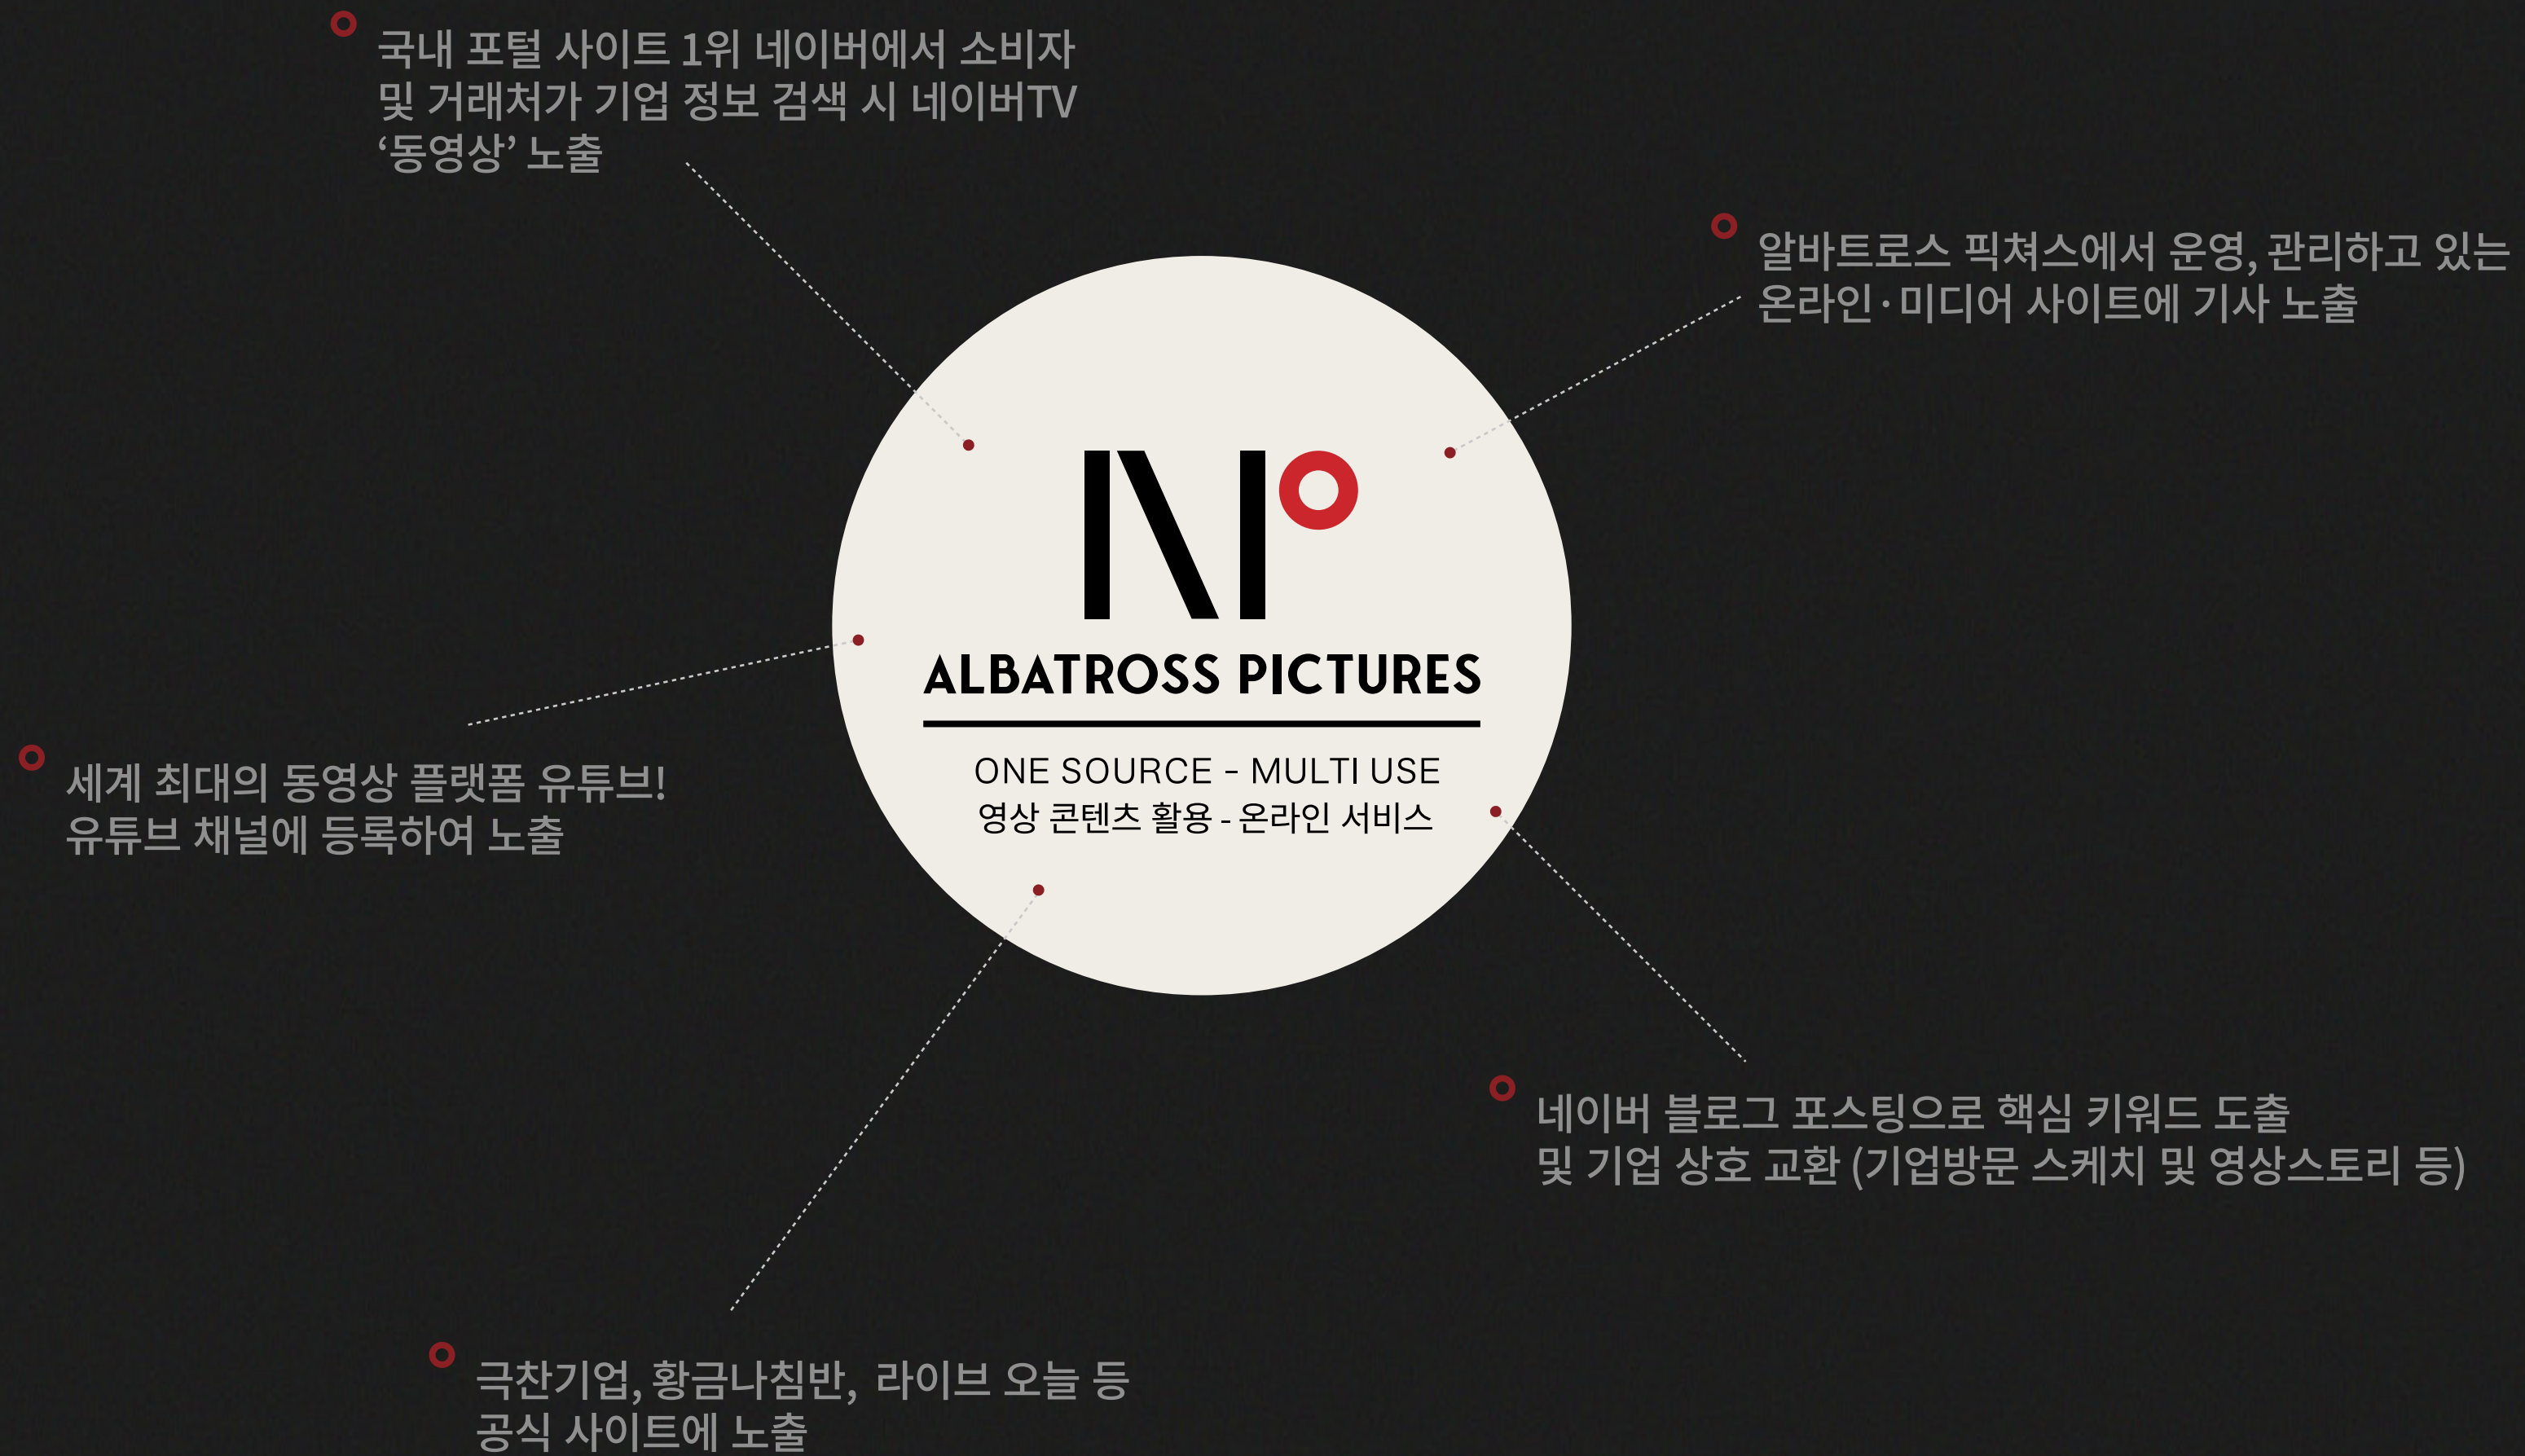 국내 포털 사이트 1위 네이버에서 소비자
및 거래처가 기업 정보 검색 시 네이버TV
‘동영상’ 노출
알바트로스 픽쳐스에서 운영, 관리하고 있는
온라인·미디어 사이트에 기사 노출
ALBATROSS PICTURES
ONE SOURCE - MULTI USE
영상 콘텐츠 활용 - 온라인 서비스
세계 최대의 동영상 플랫폼 유튜브!
유튜브 채널에 등록하여 노출
네이버 블로그 포스팅으로 핵심 키워드 도출
및 기업 상호 교환 (기업방문 스케치 및 영상스토리 등)
극찬기업, 황금나침반, 라이브 오늘 등
공식 사이트에 노출